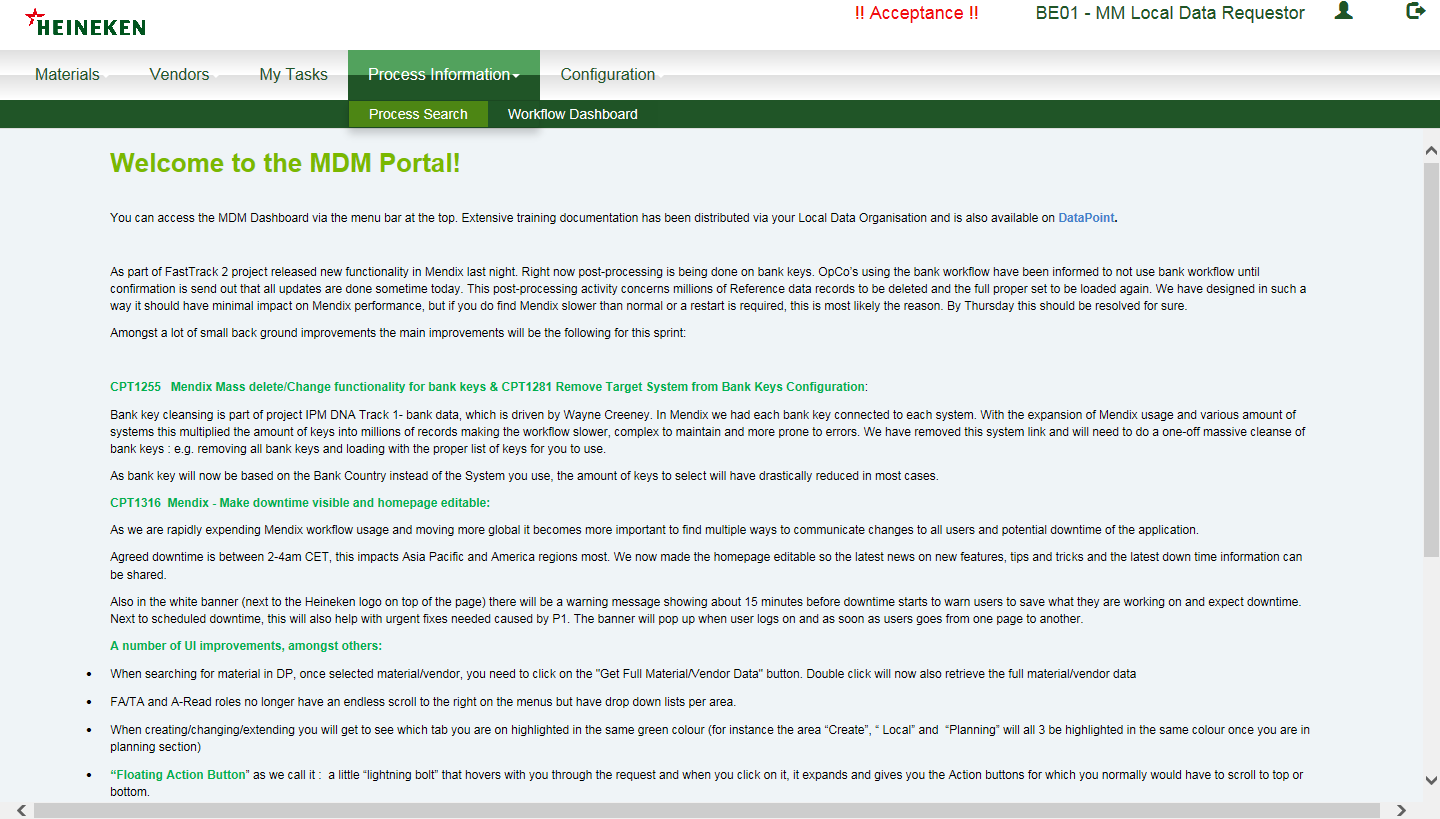 HEINEKEN
!! Acceptance !!
BE01 - MM Local Data Requestor
Materials
Vendors
My Tasks
Process Information
Configuration
Process Search
Workflow Dashboard
Welcome to the MDM Portal!
You can access the MDM Dashboard via the menu bar at the top. Extensive training documentation has been distributed via your Local Data Organisation and is also available on DataPoint.
As part of FastTrack 2 project released new functionality in Mendix last night. Right now post-processing is being done on bank keys. OpCo's using the bank workflow have been informed to not use bank workflow until
confirmation is send out that all updates are done sometime today. This post-processing activity concerns millions of Reference data records to be deleted and the full proper set to be loaded again. We have designed in such a
way it should have minimal impact on Mendix performance, but if you do find Mendix slower than normal or a restart is required, this is most likely the reason. By Thursday this should be resolved for sure.
Amongst a lot of small back ground improvements the main improvements will be the following for this sprint:
CPT1255 Mendix Mass delete/Change functionality for bank keys & CPT1281 Remove Target System from Bank Keys Configuration:
Bank key cleansing is part of project IPM DNA Track 1- bank data, which is driven by Wayne Creeney. In Mendix we had each bank key connected to each system. With the expansion of Mendix usage and various amount of
systems this multiplied the amount of keys into millions of records making the workflow slower, complex to maintain and more prone to errors. We have removed this system link and will need to do a one-off massive cleanse of
bank keys : e.g. removing all bank keys and loading with the proper list of keys for you to use.
As bank key will now be based on the Bank Country instead of the System you use, the amount of keys to select will have drastically reduced in most cases.
CPT1316 Mendix - Make downtime visible and homepage editable:
As we are rapidly expending Mendix workflow usage and moving more global it becomes more important to find multiple ways to communicate changes to all users and potential downtime of the application.
Agreed downtime is between 2-4am CET, this impacts Asia Pacific and America regions most. We now made the homepage editable so the latest news on new features, tips and tricks and the latest down time information can
be shared.
Also in the white banner (next to the Heineken logo on top of the page) there will be a warning message showing about 15 minutes before downtime starts to warn users to save what they are working on and expect downtime.
Next to scheduled downtime, this will also help with urgent fixes needed caused by P1. The banner will pop up when user logs on and as soon as users goes from one page to another.
A number of UI improvements, amongst others:
• When searching for material in DP, once selected material/vendor, you need to click on the "Get Full Material/Vendor Data" button. Double click will now also retrieve the full material/vendor data
• FA/TA and A-Read roles no longer have an endless scroll to the right on the menus but have drop down lists per area.
• When creating/changing/extending you will get to see which tab you are on highlighted in the same green colour (for instance the area “Create”, “ Local” and “Planning” will all 3 be highlighted in the same colour once you are in
planning section)
• “Floating Action Button” as we call it : a little “lightning bolt” that hovers with you through the request and when you click on it, it expands and gives you the Action buttons for which you normally would have to scroll to top or
bottom.